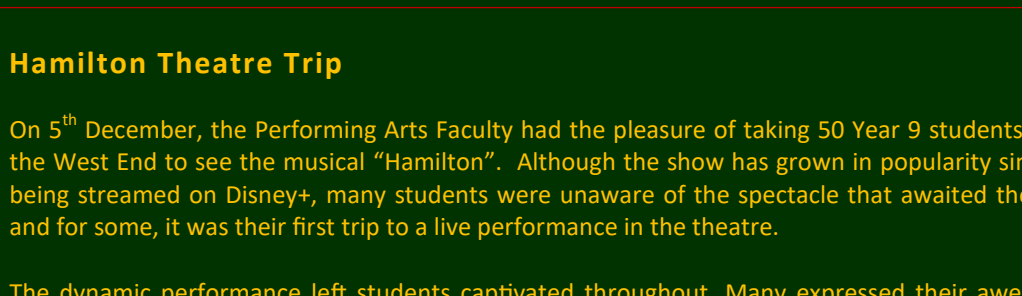 Hamilton Theatre Trip
On 5th December, the Performing Arts Faculty had the pleasure of taking 50 Year 9 students
the West End to see the musical “Hamilton”. Although the show has grown in popularity
being streamed on Disney+, many students were unaware of the spectacle that awaited
and for some, it was their first trip to a live performance in the theatre.
The dynamic performance left students captivated throughout. Many expressed their awe